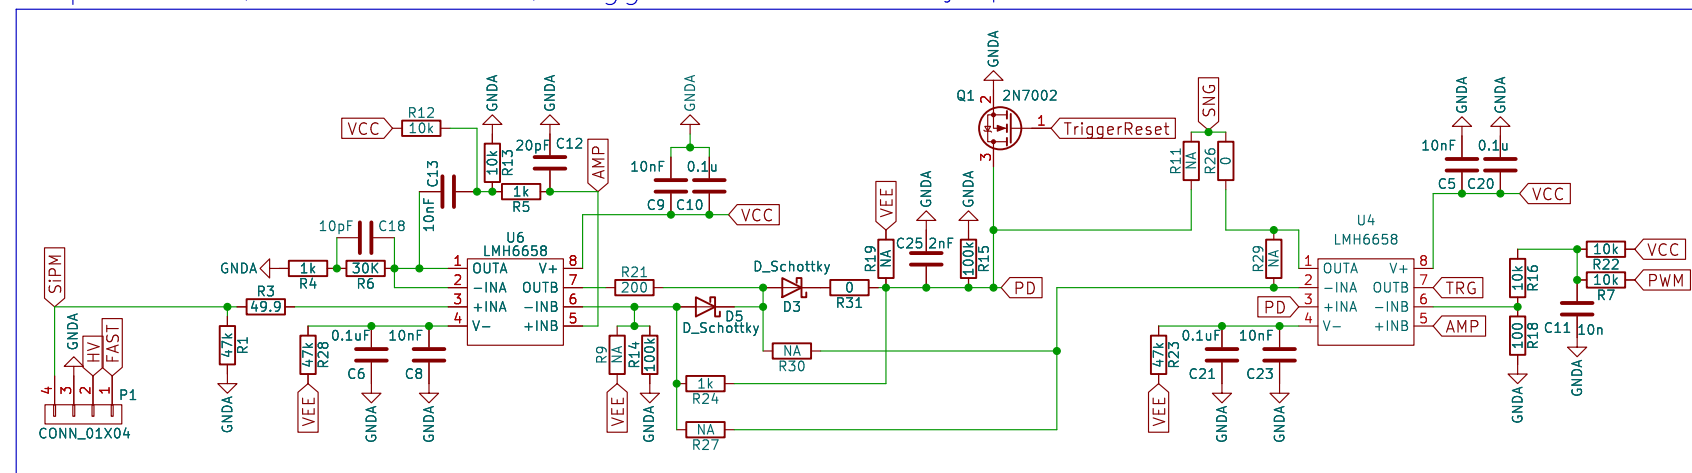 GNDA
Q1
2
2N7002
1
TriggerReset
3
SNG
R11
NA
R26
0
GNDA
GNDA
10nF
0.1u
C5
C20
VCC
R12
VCC
10k
GNDA
10k
R13
GNDA
20pF
C12
AMP
C13
10nF
1k
R5
GNDA
10nF
0.1u
C9
C10
VCC
10pF
C18
GNDA
1k
R4
30K
R6
U6
LMH6658
1
OUTA
V+
8
2
-INA
OUTB
7
3
+INA
-INB
6
4
V-
+INB
5
SiPM
R3
49.9
47k
R1
GNDA
GNDA
HV
FAST
4
3
2
1
P1
CONN_01X04
47k
R28
VEE
0.1uF
10nF
C6
C8
GNDA
GNDA
R21
200
D_Schottky
D3
D5
D_Schottky
0
R31
VEE
R19
NA
GNDA
C25
2nF
GNDA
100k
R15
PD
R9
NA
R14
100k
VEE
GNDA
NA
R30
1k
R24
NA
R27
R29
NA
U4
LMH6658
1
OUTA
V+
8
2
-INA
OUTB
7
3
+INA
-INB
6
4
V-
+INB
5
PD
TRG
AMP
47k
R23
VEE
0.1uF
10nF
C21
C23
GNDA
GNDA
10k
R16
100
R18
GNDA
10k
R22
VCC
10k
R7
PWM
C11
10n
GNDA